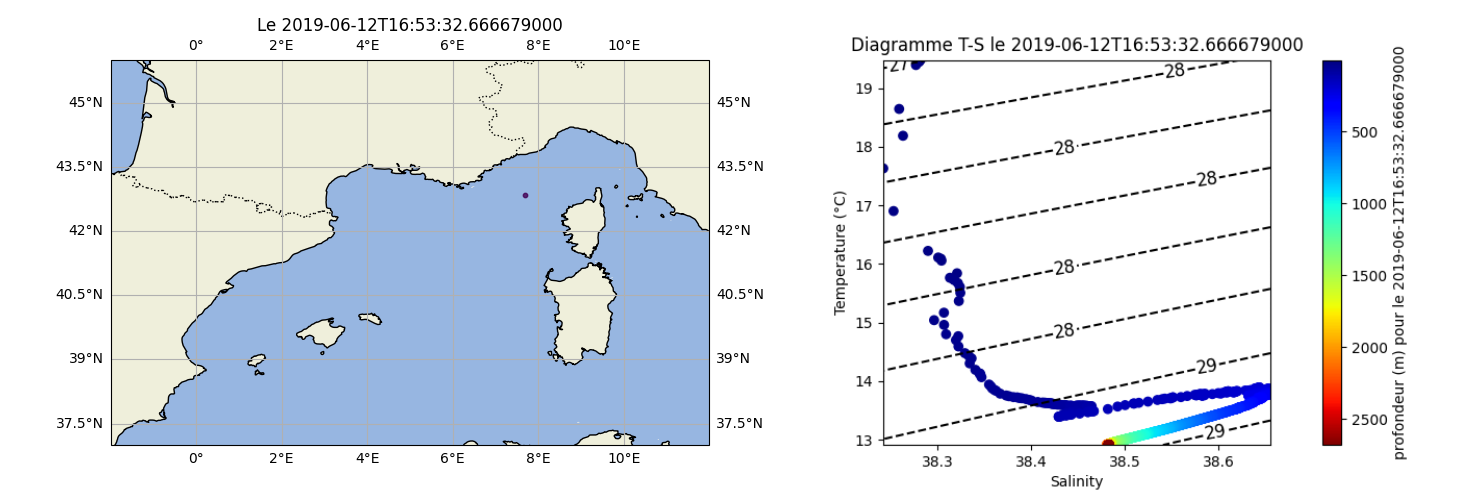 Le 2019-06-12T16:53:32.666679000
0° 2°E 4°E 6°E 8°E 10°E
45°N 45°N
43.5°N 43.5°N
42°N 42°N
40.5°N 40.5°N
39°N 39°N
37.5°N 37.5°N
0° 2°E 4°E 6°E 8°E 10°E
Diagramme T-S le 2019-06-12T16:53:32.666679000
Temperature (°C)
19
18
17
16
15
14
13
27
28
28
28
28
28
29
29
38.3 38.4 38.5 38.6
Salinity
500
1000
1500
2000
2500
profondeur (m) pour le 2019-06-12T16:53:32.666679000